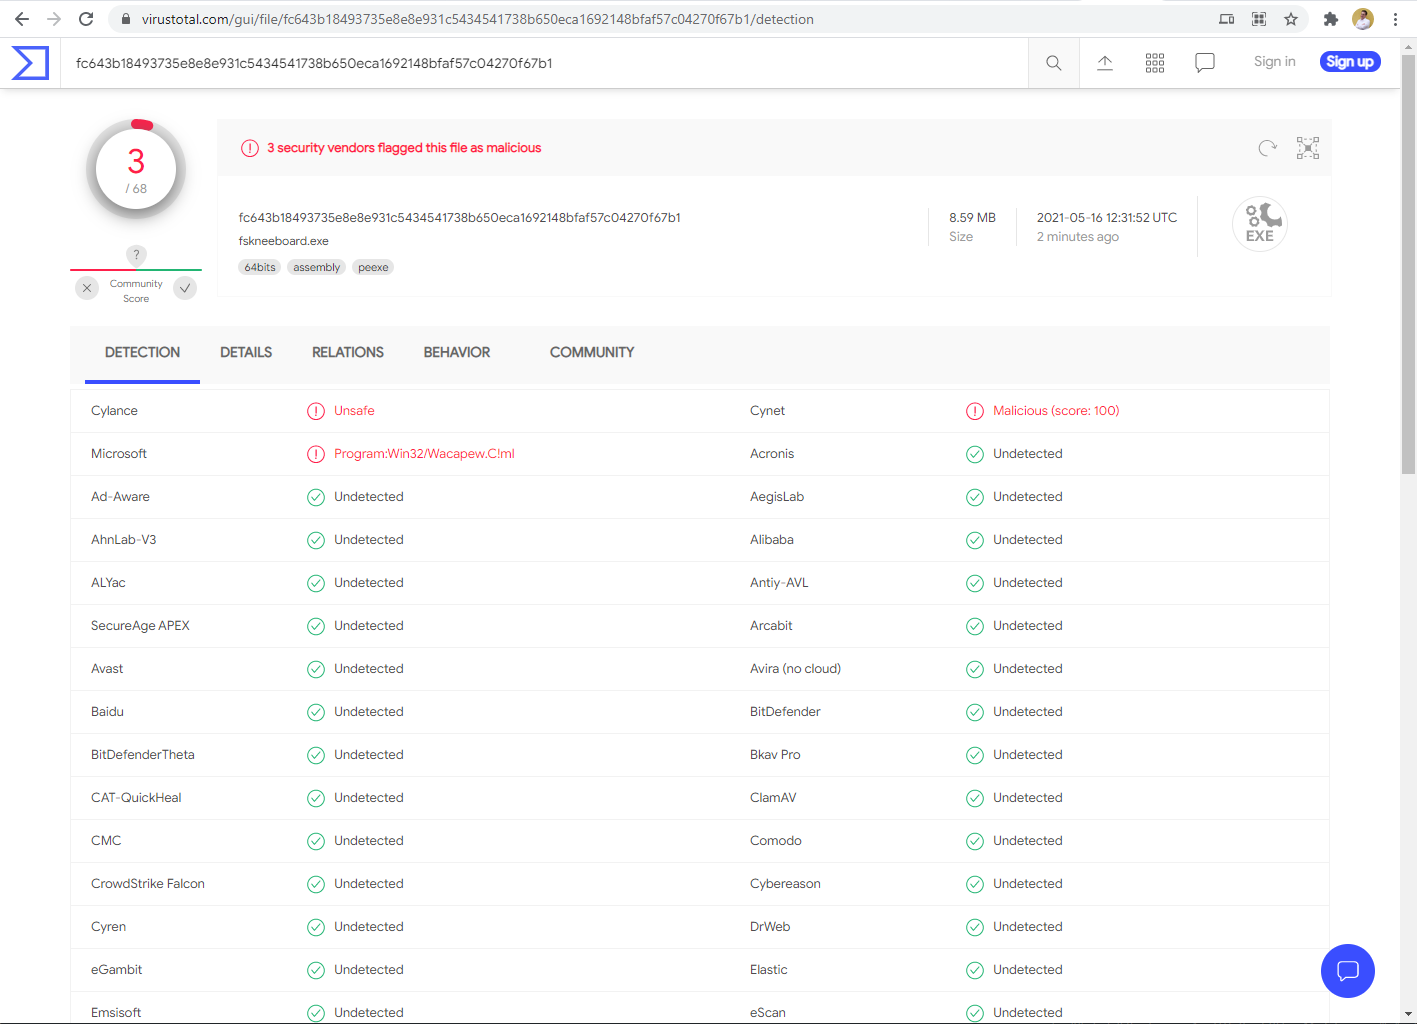 virustotal.com/gui/file/fc643b18493735e8e8e931c5434541738b650eca1692148bfaf57c04270f67b1/detection
fc643b18493735e8e8e931c5434541738b650eca1692148bfaf57c04270f67b1
Sign in
Sign up
3
/ 68
3 security vendors flagged this file as malicious
fc643b18493735e8e8e931c5434541738b650eca1692148bfaf57c04270f67b1
fskneeboard.exe
64bits assembly peexe
8.59 MB
Size
2021-05-16 12:31:52 UTC
2 minutes ago
EXE
?
Community
Score
DETECTION DETAILS RELATIONS BEHAVIOR COMMUNITY
Cylance Unsafe Cynet Malicious (score: 100)
Microsoft Program:Win32/Wacapew.C!ml Acronis Undetected
Ad-Aware Undetected AegisLab Undetected
AhnLab-V3 Undetected Alibaba Undetected
ALYac Undetected Antiy-AVL Undetected
SecureAge APEX Undetected Arcabit Undetected
Avast Undetected Avira (no cloud) Undetected
Baidu Undetected BitDefender Undetected
BitDefenderTheta Undetected Bkav Pro Undetected
CAT-QuickHeal Undetected ClamAV Undetected
CMC Undetected Comodo Undetected
CrowdStrike Falcon Undetected Cybereason Undetected
Cyren Undetected DrWeb Undetected
eGambit Undetected Elastic Undetected
Emsisoft Undetected eScan Undetected